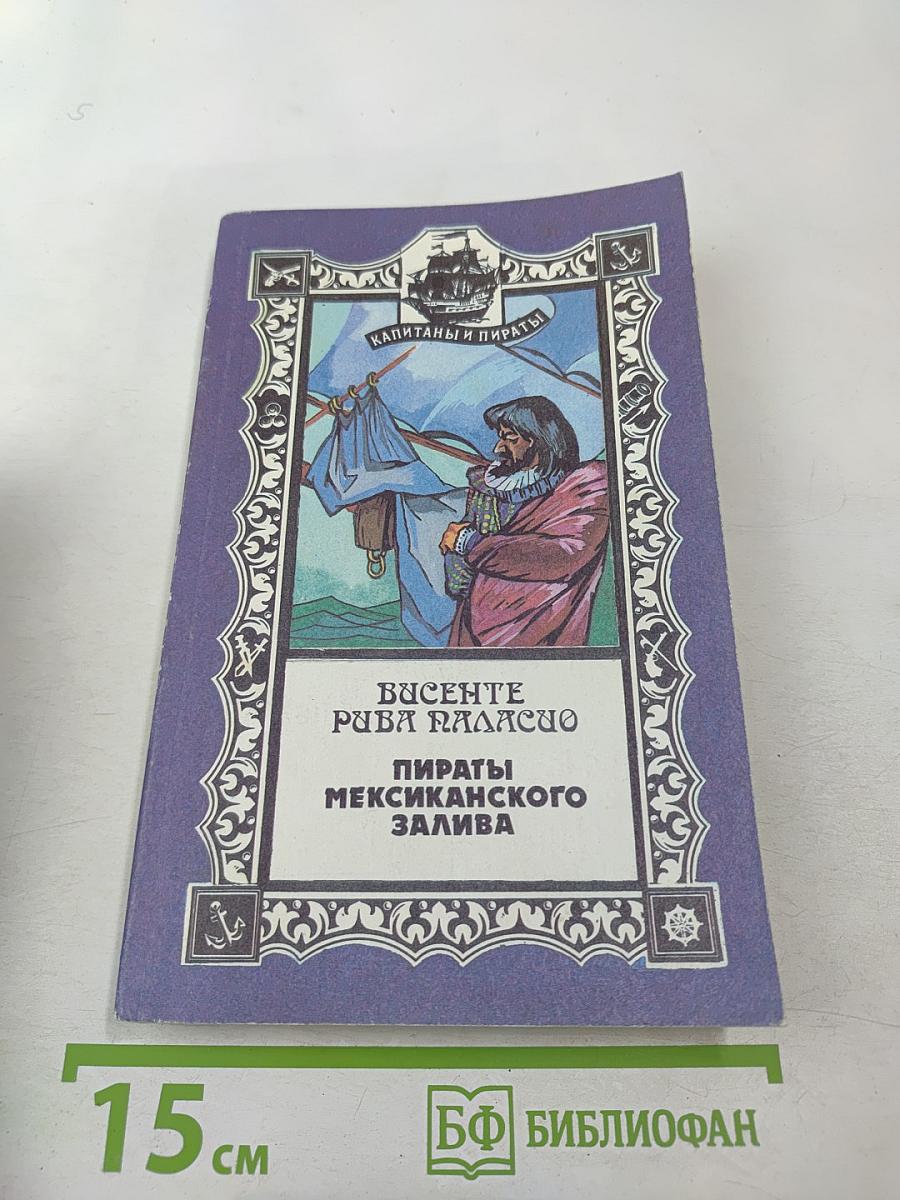 КАПИТАНЫ И ПИРАТЫ
ВИСЕНТЕ
РИВА ПАЛАСИО
ПИРАТЫ
МЕКСИКАНСКОГО
ЗАЛИВА
15 см
БФ БИБЛИОФАН